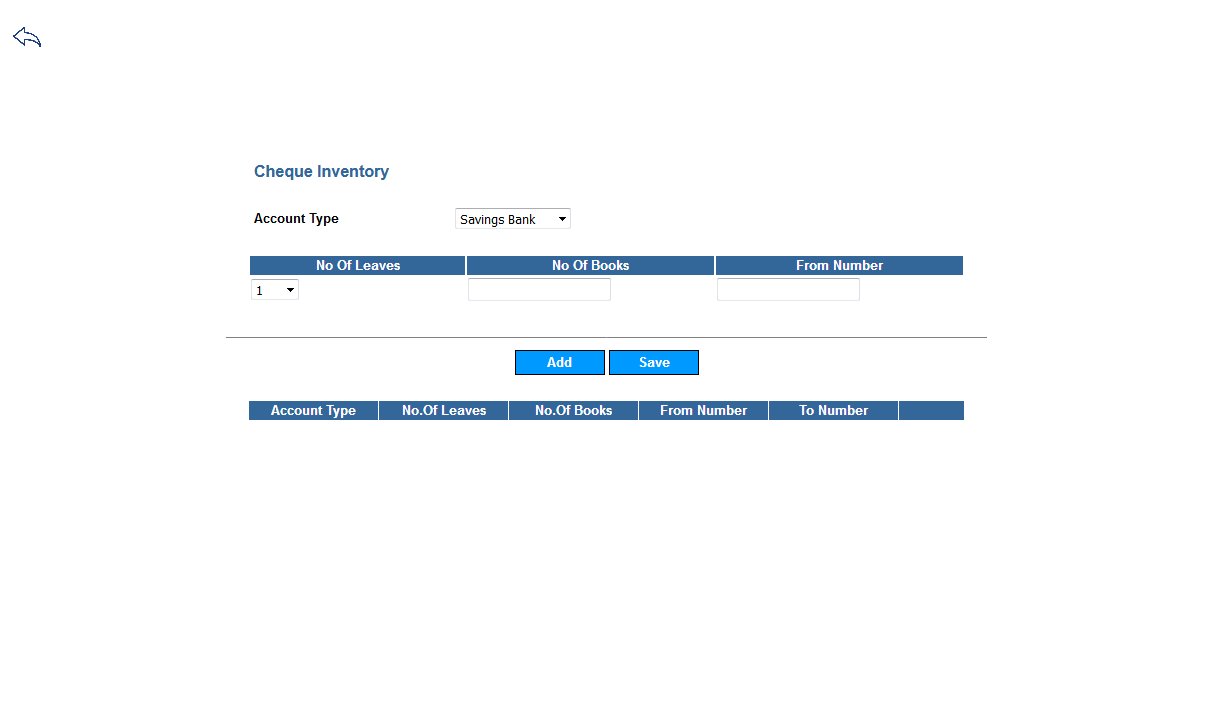 Cheque Inventory
Account Type Savings Bank
No Of Leaves No Of Books From Number
1
Add Save
Account Type No.Of Leaves No.Of Books From Number To Number